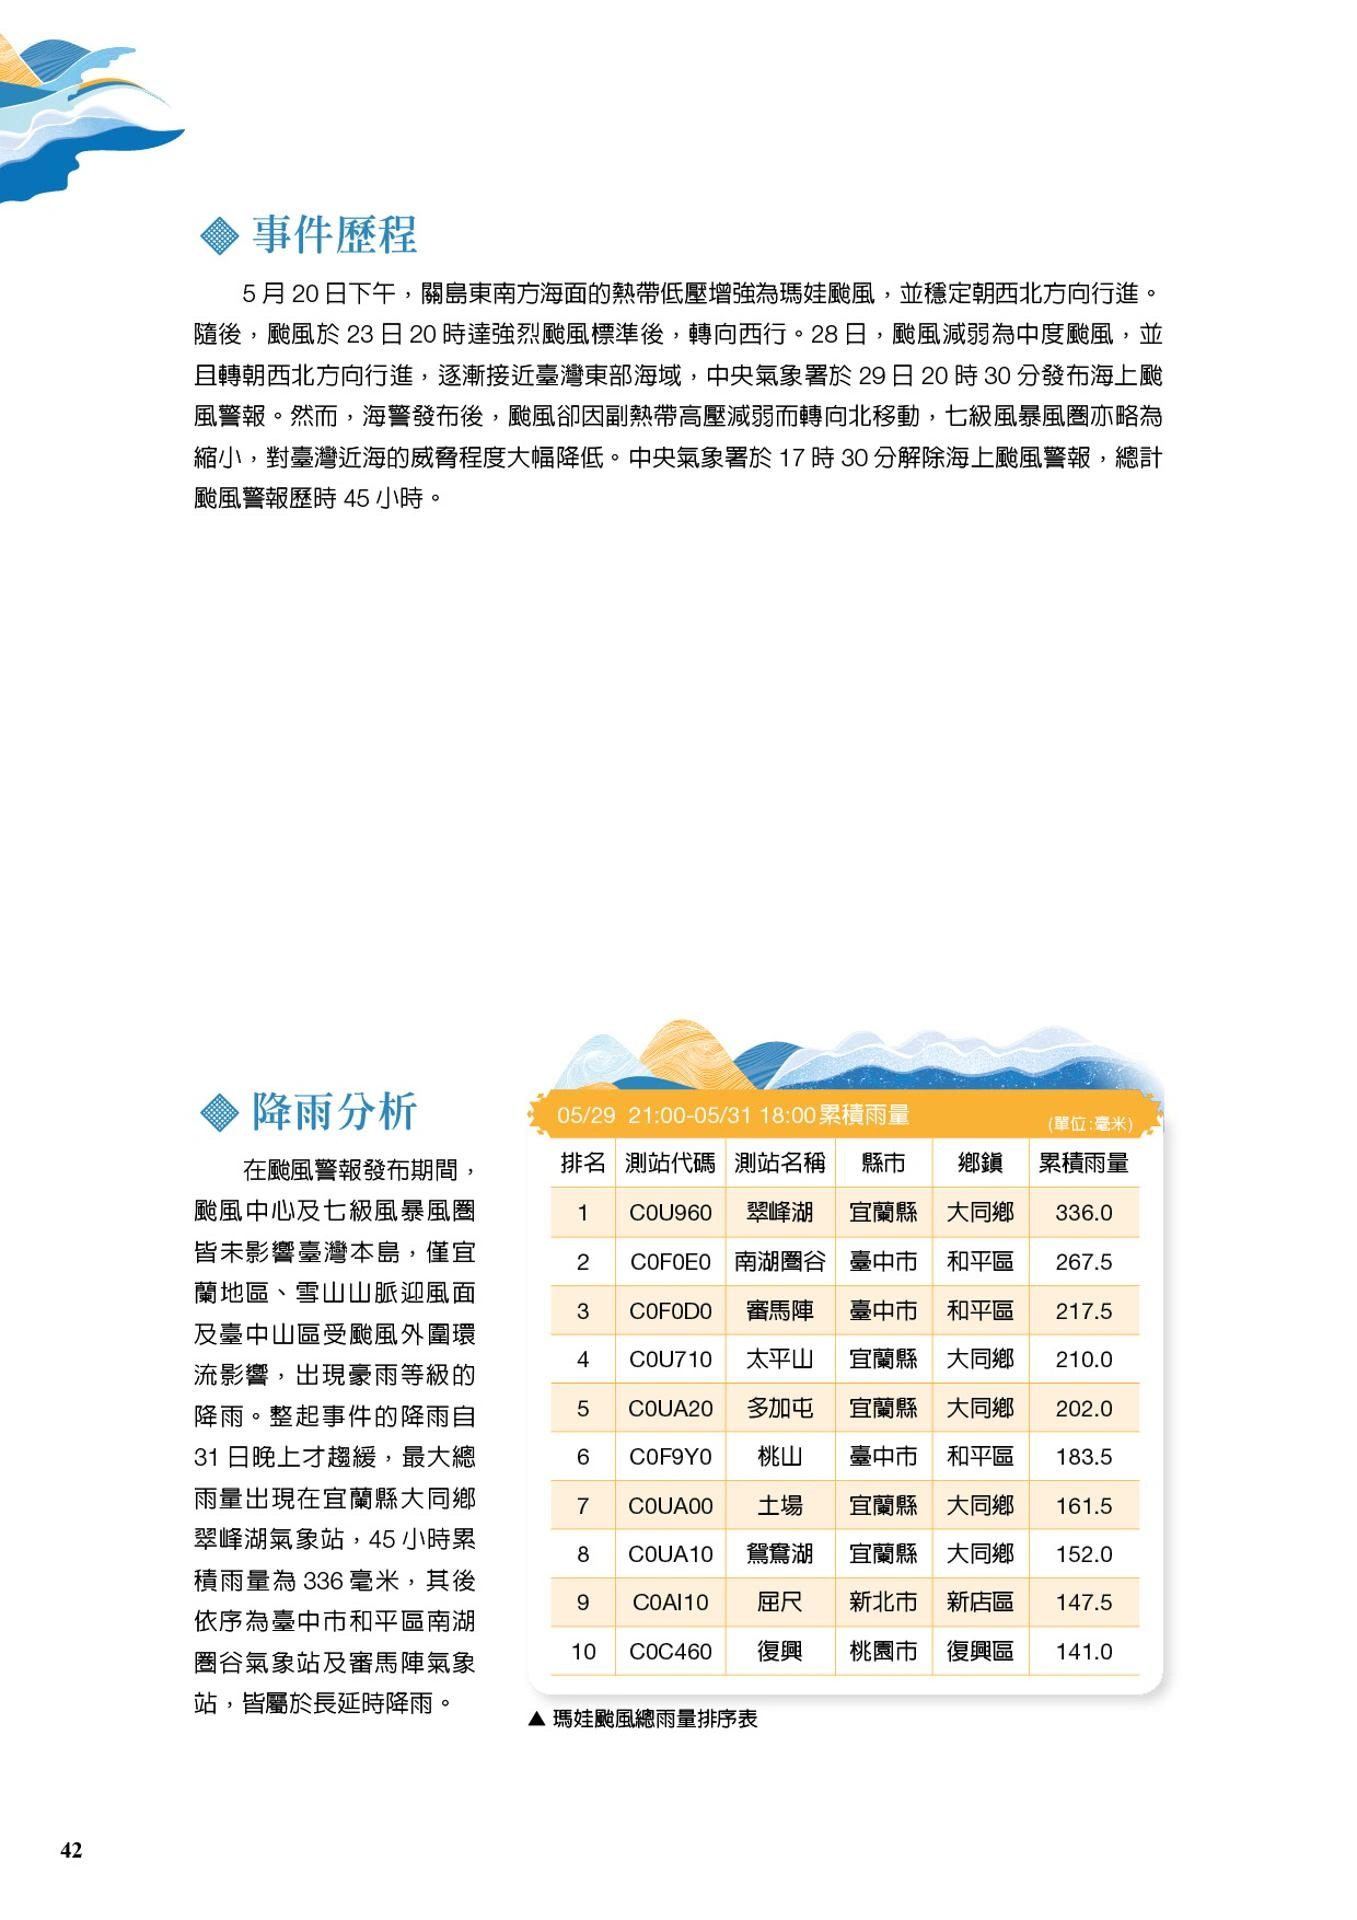 事件歷程
5 月 20 日下午，關島東南方海面的熱帶低壓增強為瑪娃颱風，並穩定朝西北方向行進。
隨後，颱風於 23 日 20 時達強烈颱風標準後，轉向西行。28 日，颱風減弱為中度颱風，並
且轉朝西北方向行進，逐漸接近臺灣東部海域，中央氣象署於 29 日 20 時 30 分發布海上颱
風警報。然而，海警發布後，颱風卻因副熱帶高壓減弱而轉向北移動，七級風暴風圈亦略為
縮小，對臺灣近海的威脅程度大幅降低。中央氣象署於 17 時 30 分解除海上颱風警報，總計
颱風警報歷時 45 小時。
降雨分析
在颱風警報發布期間，
颱風中心及七級風暴風圈
皆未影響臺灣本島，僅宜
蘭地區、雪山山脈迎風面
及臺中山區受颱風外圍環
流影響，出現豪雨等級的
降雨。整起事件的降雨自
31 日晚上才趨緩，最大總
雨量出現在宜蘭縣大同鄉
翠峰湖氣象站，45 小時累
積雨量為 336 毫米，其後
依序為臺中市和平區南湖
圈谷氣象站及審馬陣氣象
站，皆屬於長延時降雨。
05/29 21:00-05/31 18:00累積雨量 (單位:毫米)
排名 測站代碼 測站名稱 縣市 鄉鎮 累積雨量
1 C0U960 翠峰湖 宜蘭縣 大同鄉 336.0
2 C0F0E0 南湖圈谷 臺中市 和平區 267.5
3 C0F0D0 審馬陣 臺中市 和平區 217.5
4 C0U710 太平山 宜蘭縣 大同鄉 210.0
5 C0UA20 多加屯 宜蘭縣 大同鄉 202.0
6 C0F9Y0 桃山 臺中市 和平區 183.5
7 C0UA00 土場 宜蘭縣 大同鄉 161.5
8 C0UA10 鴛鴦湖 宜蘭縣 大同鄉 152.0
9 C0AI10 屈尺 新北市 新店區 147.5
10 C0C460 復興 桃園市 復興區 141.0
▲ 瑪娃颱風總雨量排序表
42